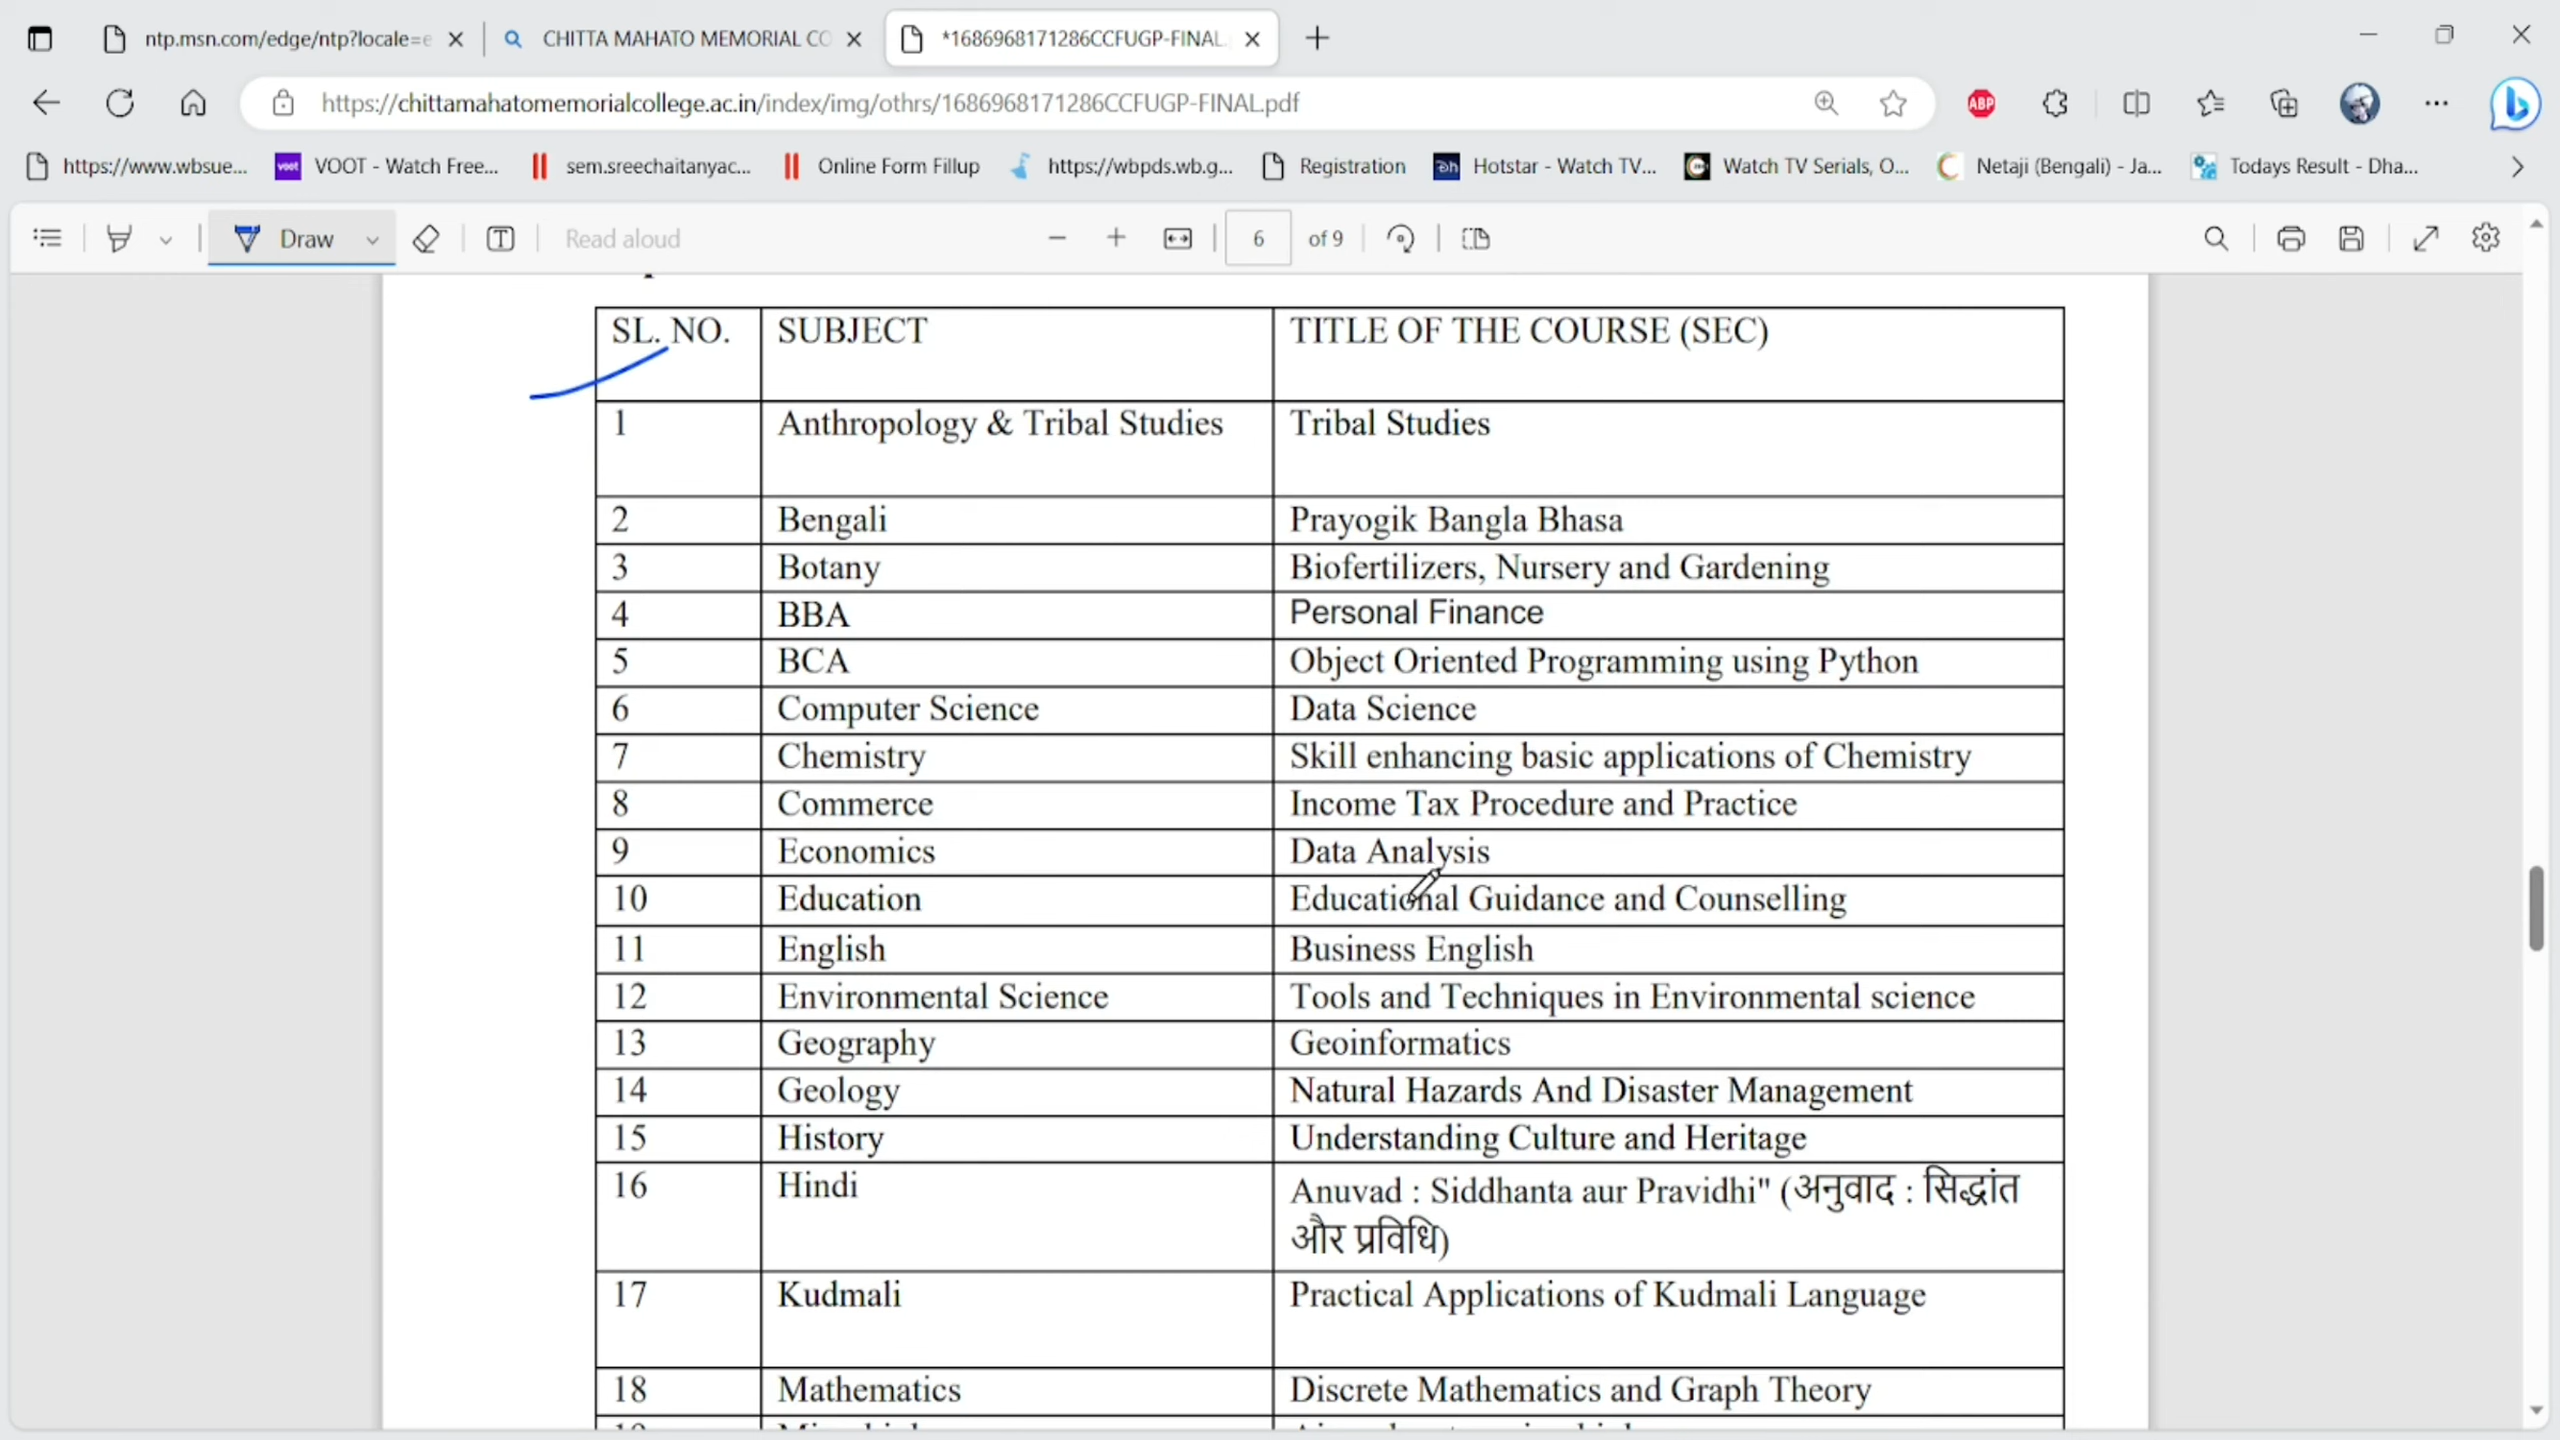 ntp.msn.com/edge/ntp?locale=e
CHITTA MAHATO MEMORIAL CO
*1686968171286CCFUGP-FINAL.
https://chittamahatomemorialcollege.ac.in/index/img/othrs/1686968171286CCFUGP-FINAL.pdf
ABP
https://www.wbsue... VOOT - Watch Free... sem.sreechaitanyac... Online Form Fillup https://wbpds.wb.g... Registration Hotstar - Watch TV... Watch TV Serials, O... Netaji (Bengali) - Ja... Todays Result - Dha...
Draw Read aloud 6 of 9
SL. NO. SUBJECT TITLE OF THE COURSE (SEC)
1 Anthropology & Tribal Studies Tribal Studies
2 Bengali Prayogik Bangla Bhasa
3 Botany Biofertilizers, Nursery and Gardening
4 BBA Personal Finance
5 BCA Object Oriented Programming using Python
6 Computer Science Data Science
7 Chemistry Skill enhancing basic applications of Chemistry
8 Commerce Income Tax Procedure and Practice
9 Economics Data Analysis
10 Education Educational Guidance and Counselling
11 English Business English
12 Environmental Science Tools and Techniques in Environmental science
13 Geography Geoinformatics
14 Geology Natural Hazards And Disaster Management
15 History Understanding Culture and Heritage
16 Hindi Anuvad : Siddhanta aur Pravidhi" (अनुवाद : सिद्धांत
और प्रविधि)
17 Kudmali Practical Applications of Kudmali Language
18 Mathematics Discrete Mathematics and Graph Theory